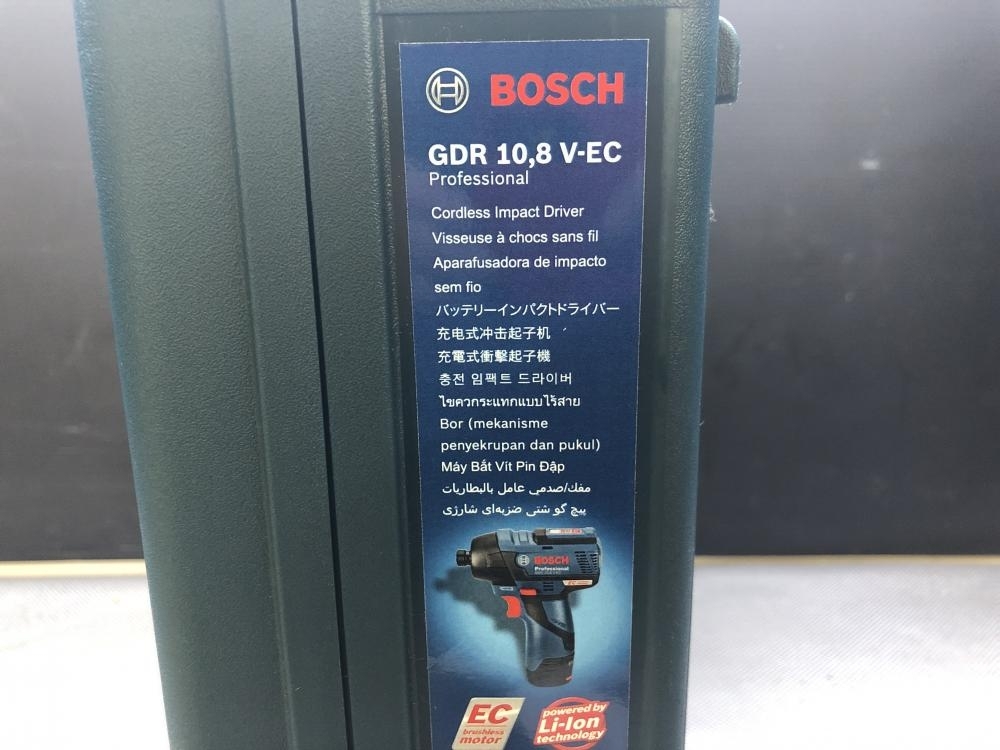 BOSCH
GDR 10,8 V-EC
Professional
Cordless Impact Driver
Visseuse à chocs sans fil
Aparafusadora de impacto
sem fio
バッテリーインパクトドライバー
充电式冲击起子机
充電式衝擊起子機
충전 임팩트 드라이버
ไขควงกระแทกแบบไร้สาย
Bor (mekanisme
penyekrupan dan pukul)
Máy Bắt Vít Pin Đập
مفك/صدمي عامل بالبطاريات
پیچ گو شتی ضربه‌ای شارژی
BOSCH
Professional
EC
EC
brushless
motor
powered by
Li-Ion
technology